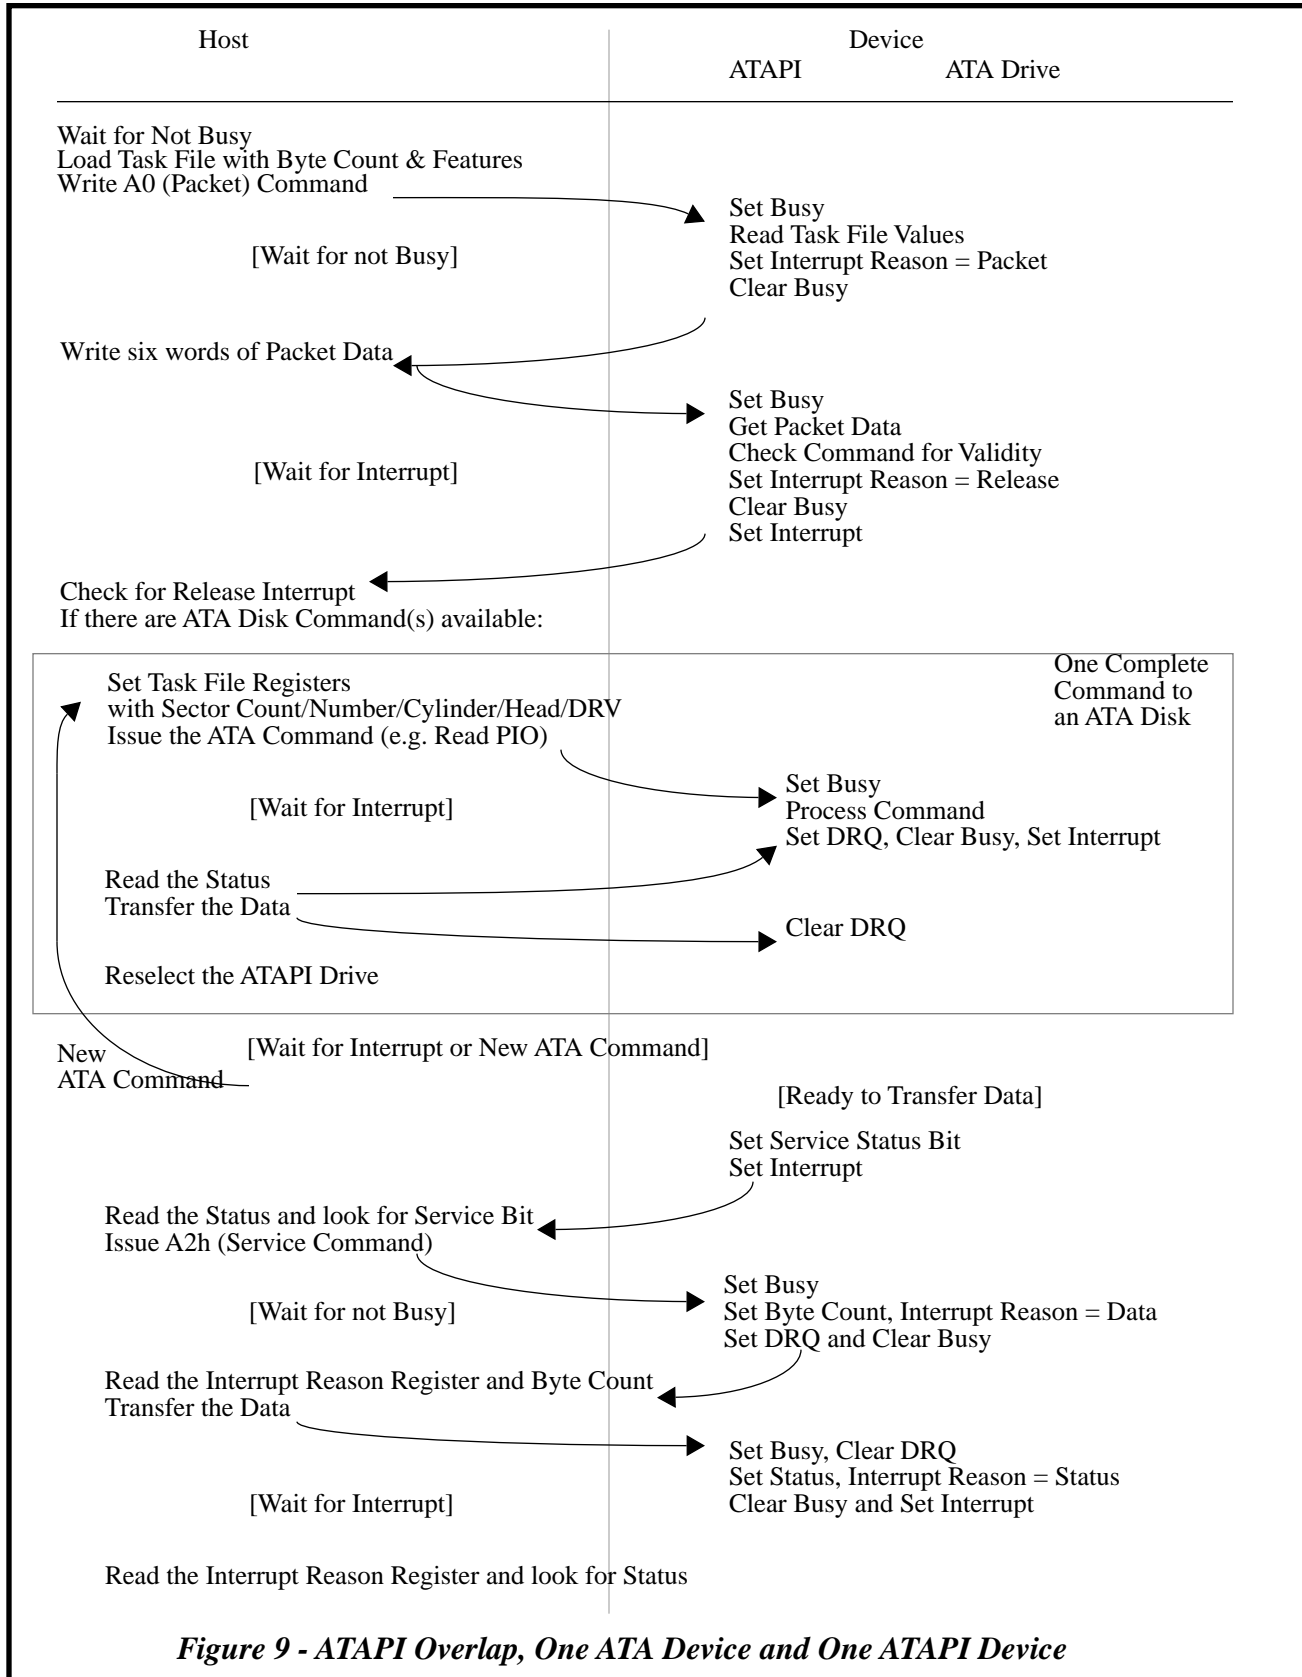 Host
Device
ATAPI
ATA Drive
Wait for Not Busy
Load Task File with Byte Count & Features
Write A0 (Packet) Command
Set Busy
Read Task File Values
Set Interrupt Reason = Packet
Clear Busy
[Wait for not Busy]
Write six words of Packet Data
Set Busy
Get Packet Data
Check Command for Validity
Set Interrupt Reason = Release
Clear Busy
Set Interrupt
[Wait for Interrupt]
Check for Release Interrupt
If there are ATA Disk Command(s) available:
One Complete
Command to
an ATA Disk
Set Task File Registers
with Sector Count/Number/Cylinder/Head/DRV
Issue the ATA Command (e.g. Read PIO)
Set Busy
Process Command
Set DRQ, Clear Busy, Set Interrupt
[Wait for Interrupt]
Read the Status
Transfer the Data
Clear DRQ
Reselect the ATAPI Drive
[Wait for Interrupt or New ATA Command]
New
ATA Command
[Ready to Transfer Data]
Set Service Status Bit
Set Interrupt
Read the Status and look for Service Bit
Issue A2h (Service Command)
Set Busy
Set Byte Count, Interrupt Reason = Data
Set DRQ and Clear Busy
[Wait for not Busy]
Read the Interrupt Reason Register and Byte Count
Transfer the Data
Set Busy, Clear DRQ
Set Status, Interrupt Reason = Status
Clear Busy and Set Interrupt
[Wait for Interrupt]
Read the Interrupt Reason Register and look for Status
Figure 9 - ATAPI Overlap, One ATA Device and One ATAPI Device